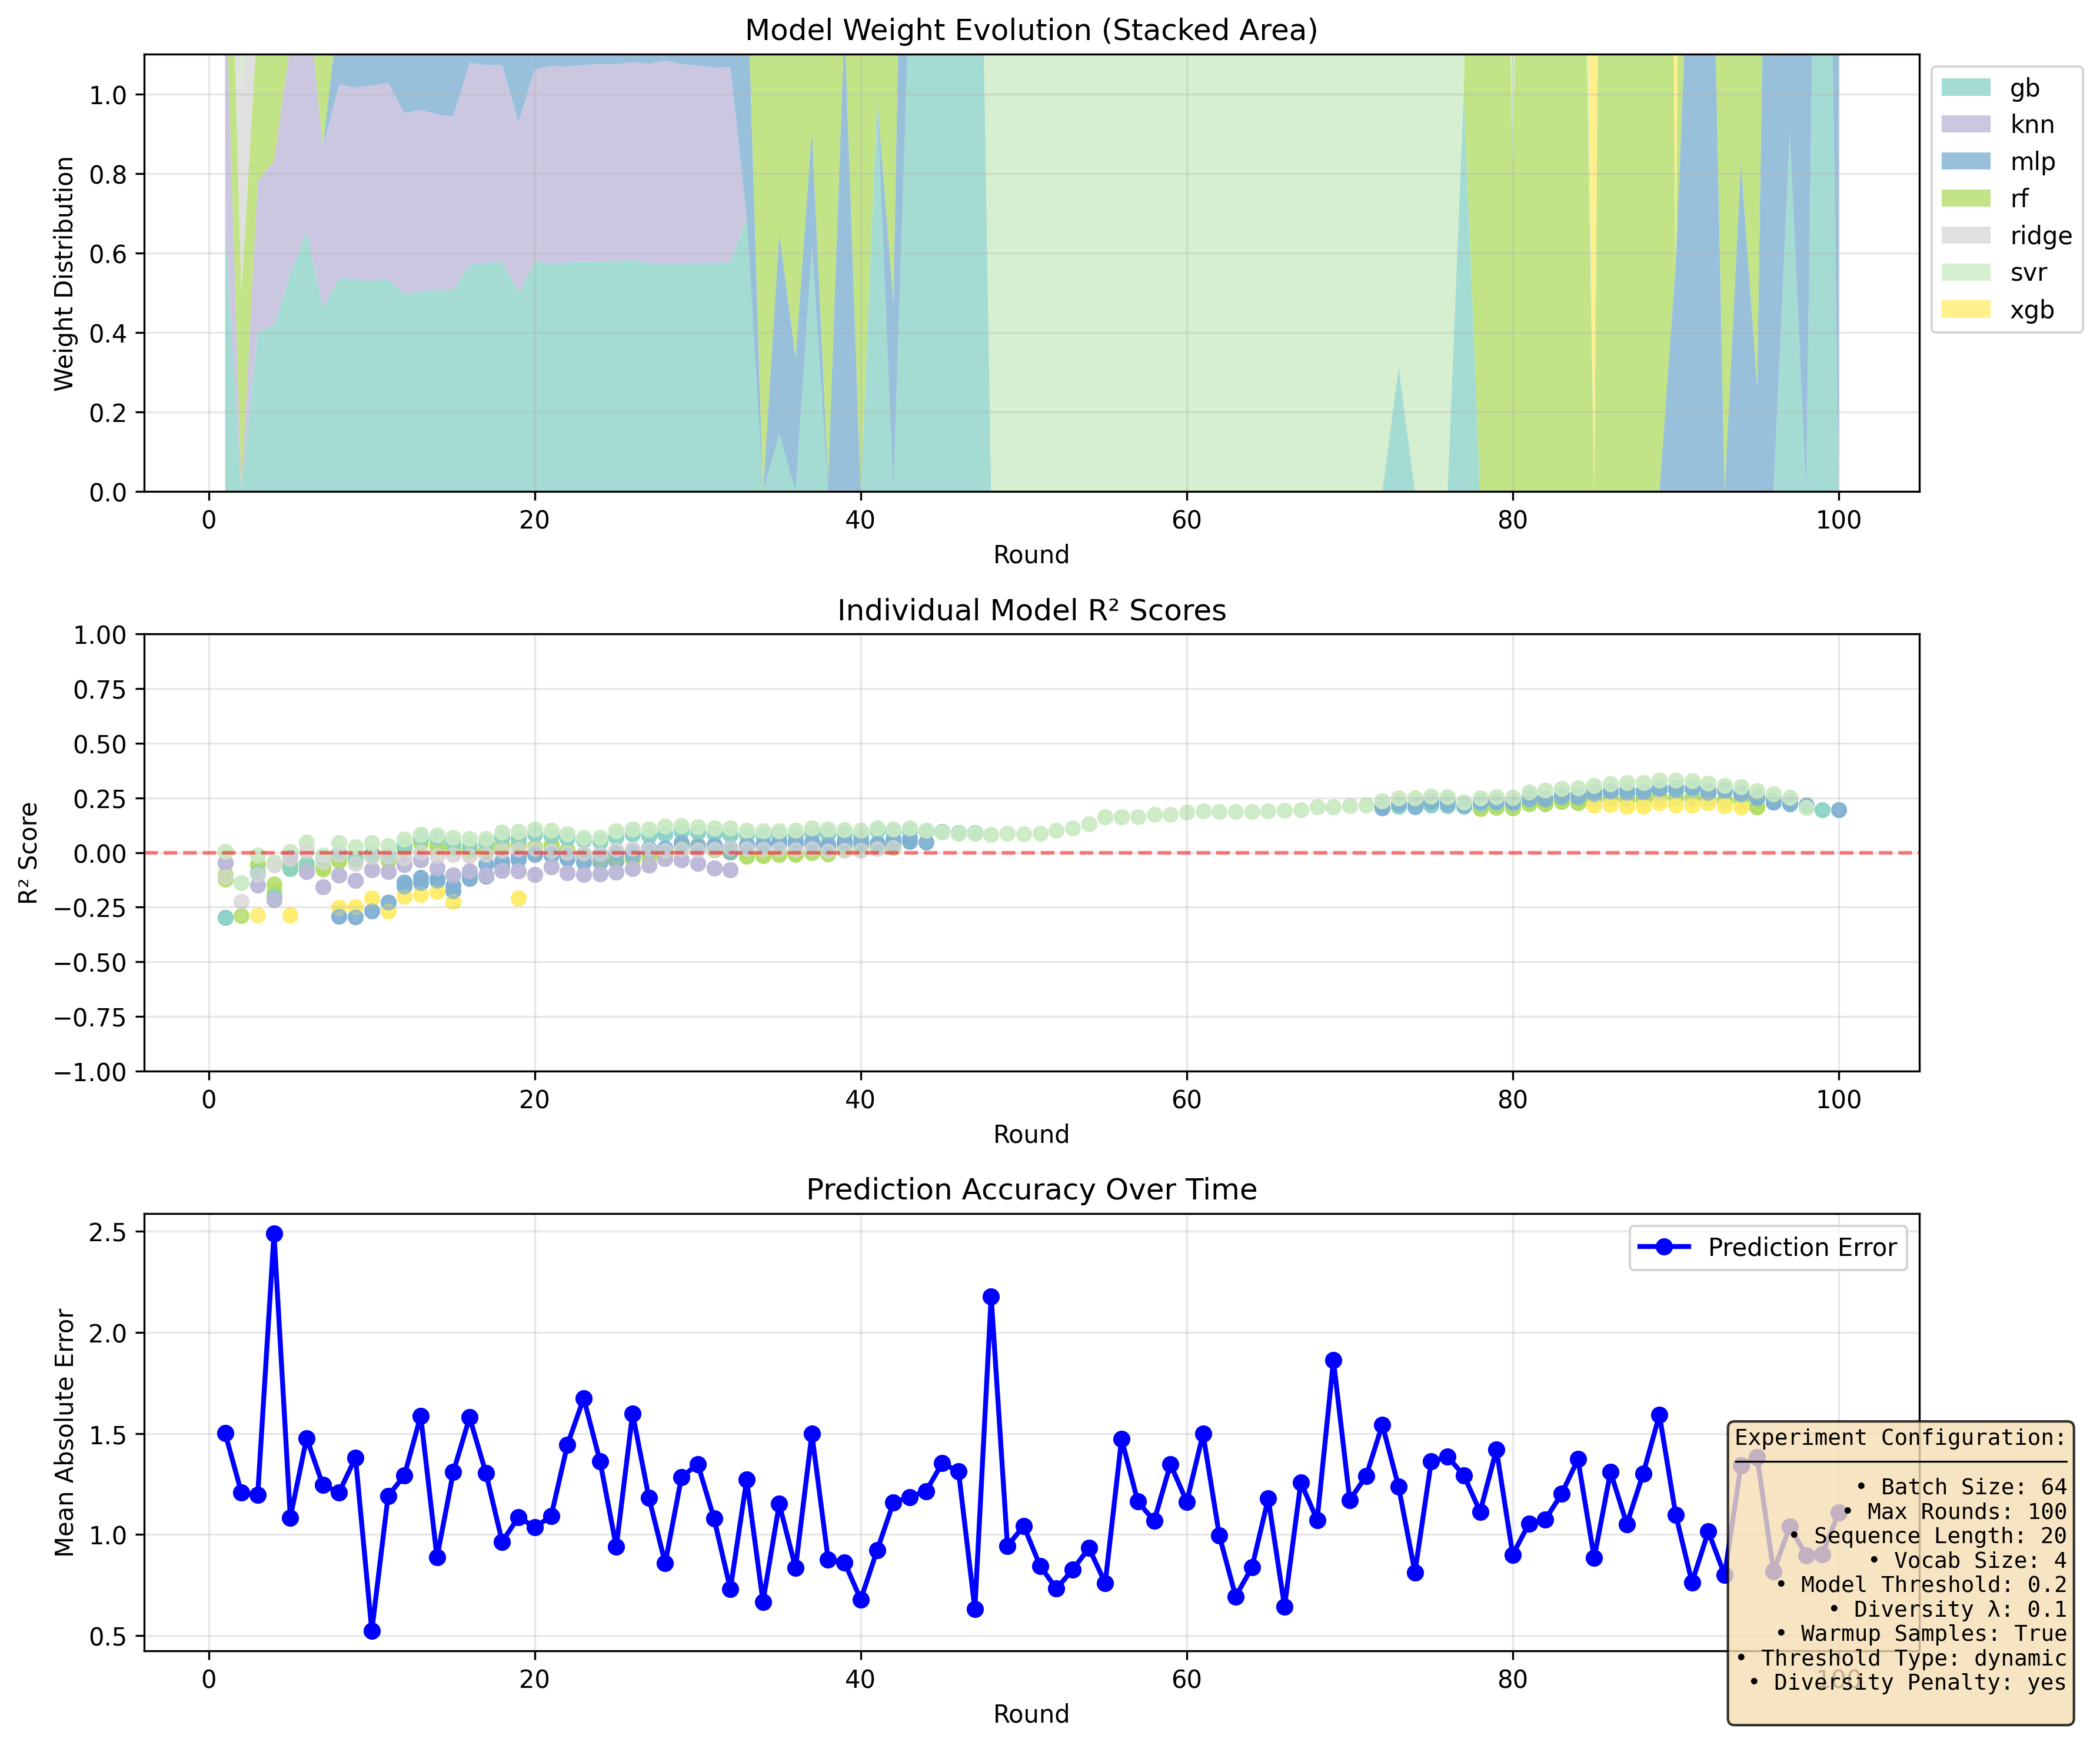 Model Weight Evolution (Stacked Area)
Weight Distribution
1.0
0.8
0.6
0.4
0.2
0.0
0 20 40 60 80 100
Round
gb
knn
mlp
rf
ridge
svr
xgb
Individual Model R² Scores
R² Score
1.00
0.75
0.50
0.25
0.00
−0.25
−0.50
−0.75
−1.00
0 20 40 60 80 100
Round
Prediction Accuracy Over Time
Mean Absolute Error
2.5
2.0
1.5
1.0
0.5
0 20 40 60 80 100
Round
Prediction Error
Experiment Configuration:
• Batch Size: 64
• Max Rounds: 100
• Sequence Length: 20
• Vocab Size: 4
• Model Threshold: 0.2
• Diversity λ: 0.1
• Warmup Samples: True
• Threshold Type: dynamic
• Diversity Penalty: yes